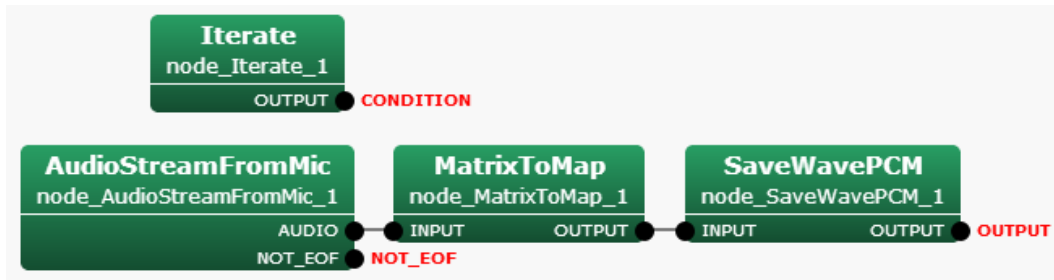 Iterate
node_Iterate_1
OUTPUT CONDITION
AudioStreamFromMic MatrixToMap SaveWavePCM
node_AudioStreamFromMic_1 node_MatrixToMap_1 node_SaveWavePCM_1
AUDIO INPUT OUTPUT INPUT OUTPUT OUTPUT
NOT_EOF NOT_EOF